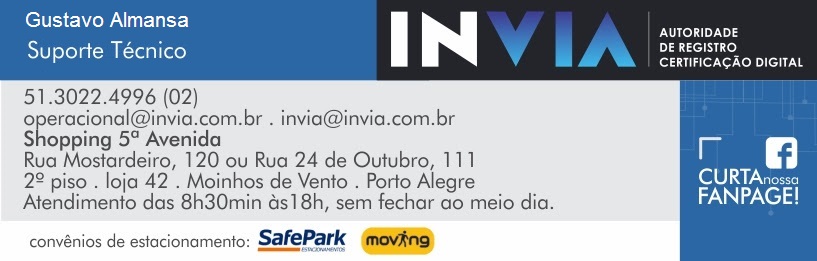 Gustavo Almansa
Suporte Técnico
INVIA
AUTORIDADE
DE REGISTRO
CERTIFICAÇÃO DIGITAL
51.3022.4996 (02)
operacional@invia.com.br . invia@invia.com.br
Shopping 5ª Avenida
Rua Mostardeiro, 120 ou Rua 24 de Outubro, 111
2º piso . loja 42 . Moinhos de Vento . Porto Alegre
Atendimento das 8h30min às18h, sem fechar ao meio dia.
f
CURTA nossa
FANPAGE!
convênios de estacionamento: SafePark ESTACIONAMENTOS moving